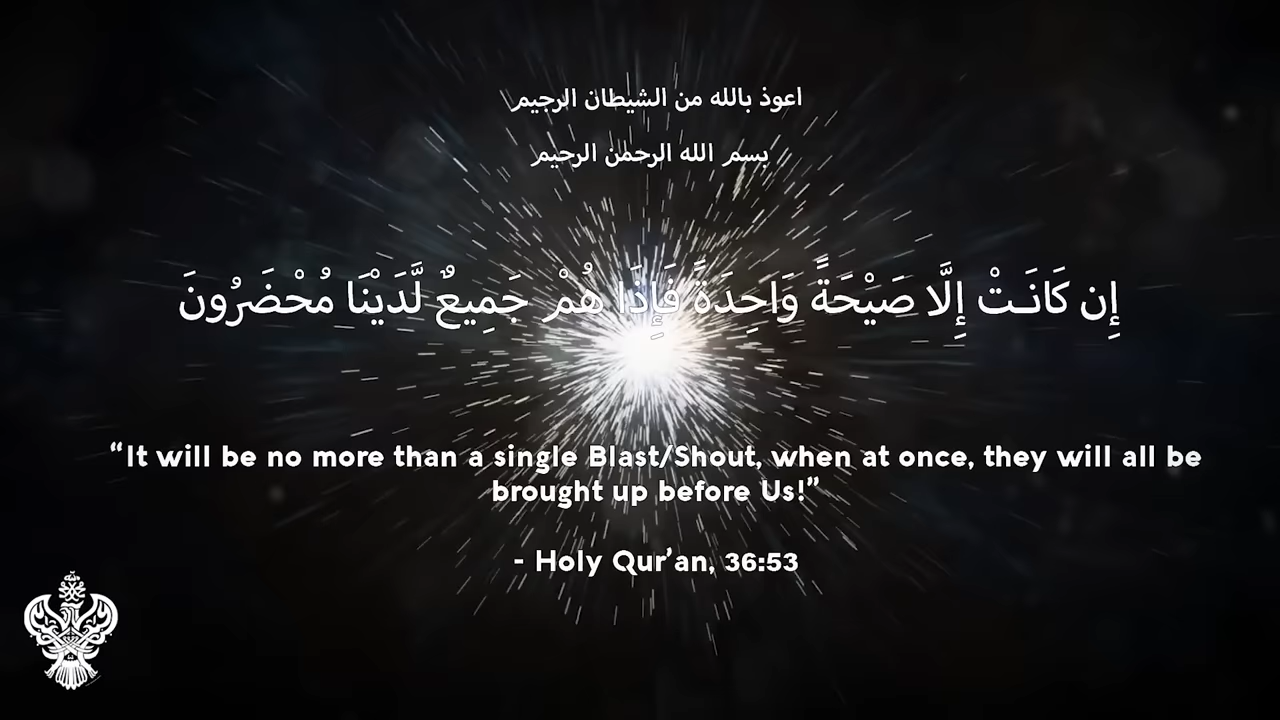 اعوذ بالله من الشيطان الرجيم
بسم الله الرحمن الرحيم
إِن كَانَـتْ إِلَّا صَيْحَةً وَاحِدَةً فَإِذَا هُمْ جَمِيعٌ لَّدَيْنَا مُحْضَرُونَ
“It will be no more than a single Blast/Shout, when at once, they will all be
brought up before Us!”
- Holy Qur’an, 36:53